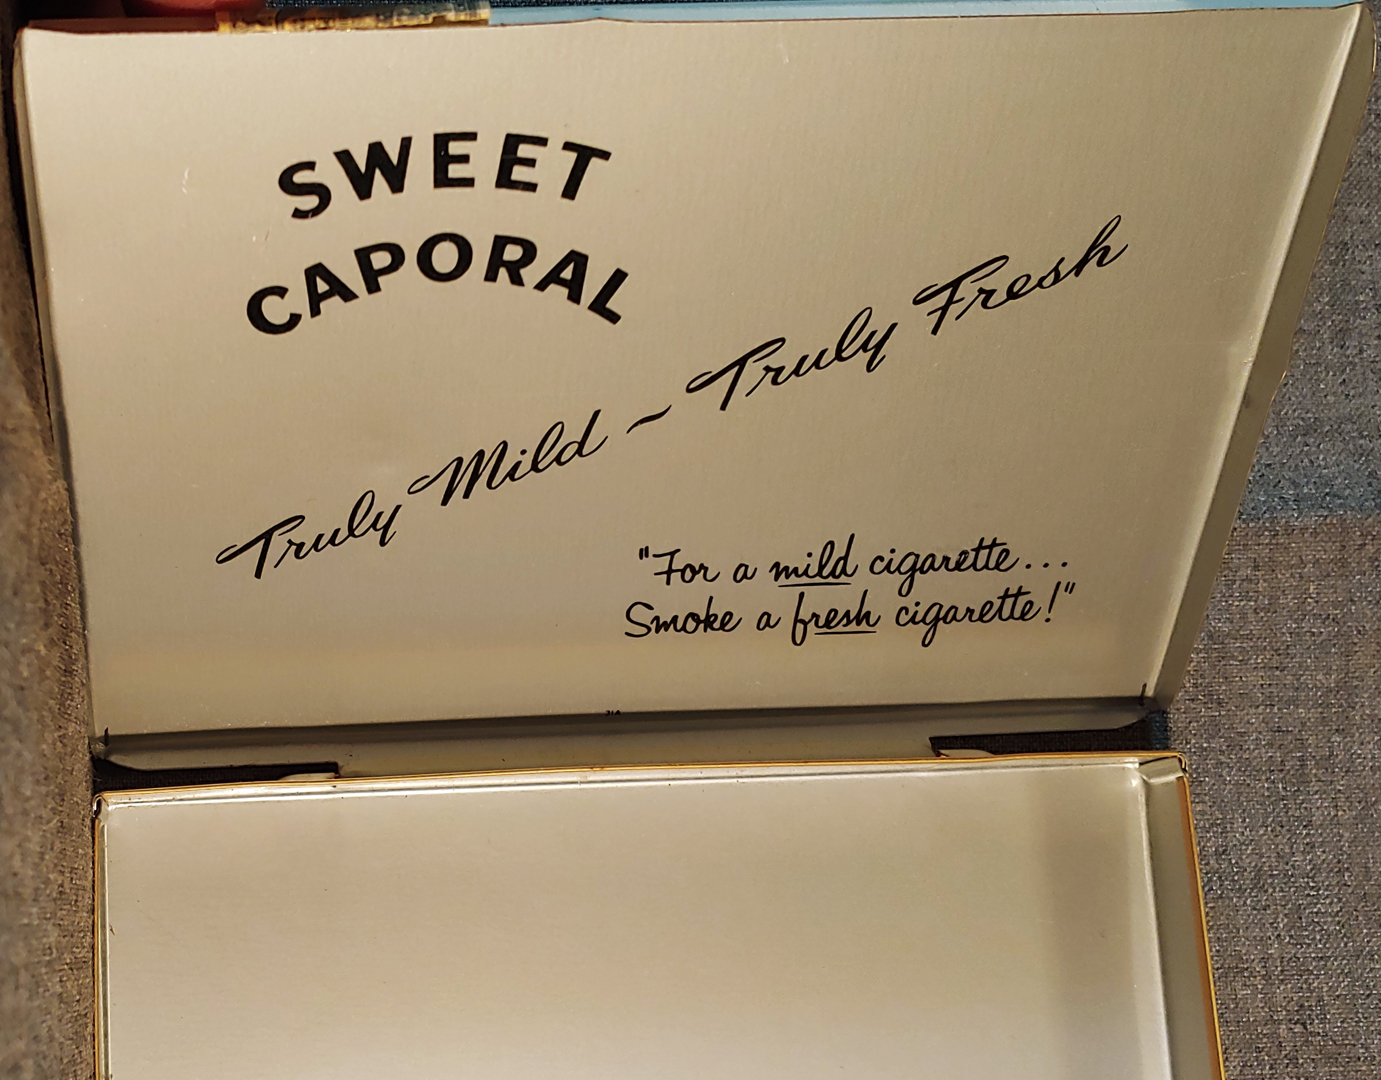 SWEET
CAPORAL
Truly Mild ~ Truly Fresh
"For a mild cigarette...
Smoke a fresh cigarette!"